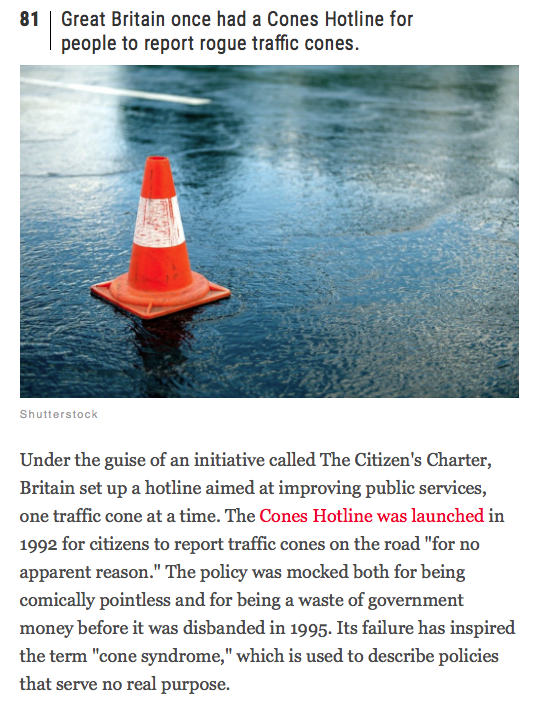 81 Great Britain once had a Cones Hotline for
people to report rogue traffic cones.
Shutterstock
Under the guise of an initiative called The Citizen's Charter,
Britain set up a hotline aimed at improving public services,
one traffic cone at a time. The Cones Hotline was launched in
1992 for citizens to report traffic cones on the road "for no
apparent reason." The policy was mocked both for being
comically pointless and for being a waste of government
money before it was disbanded in 1995. Its failure has inspired
the term "cone syndrome," which is used to describe policies
that serve no real purpose.